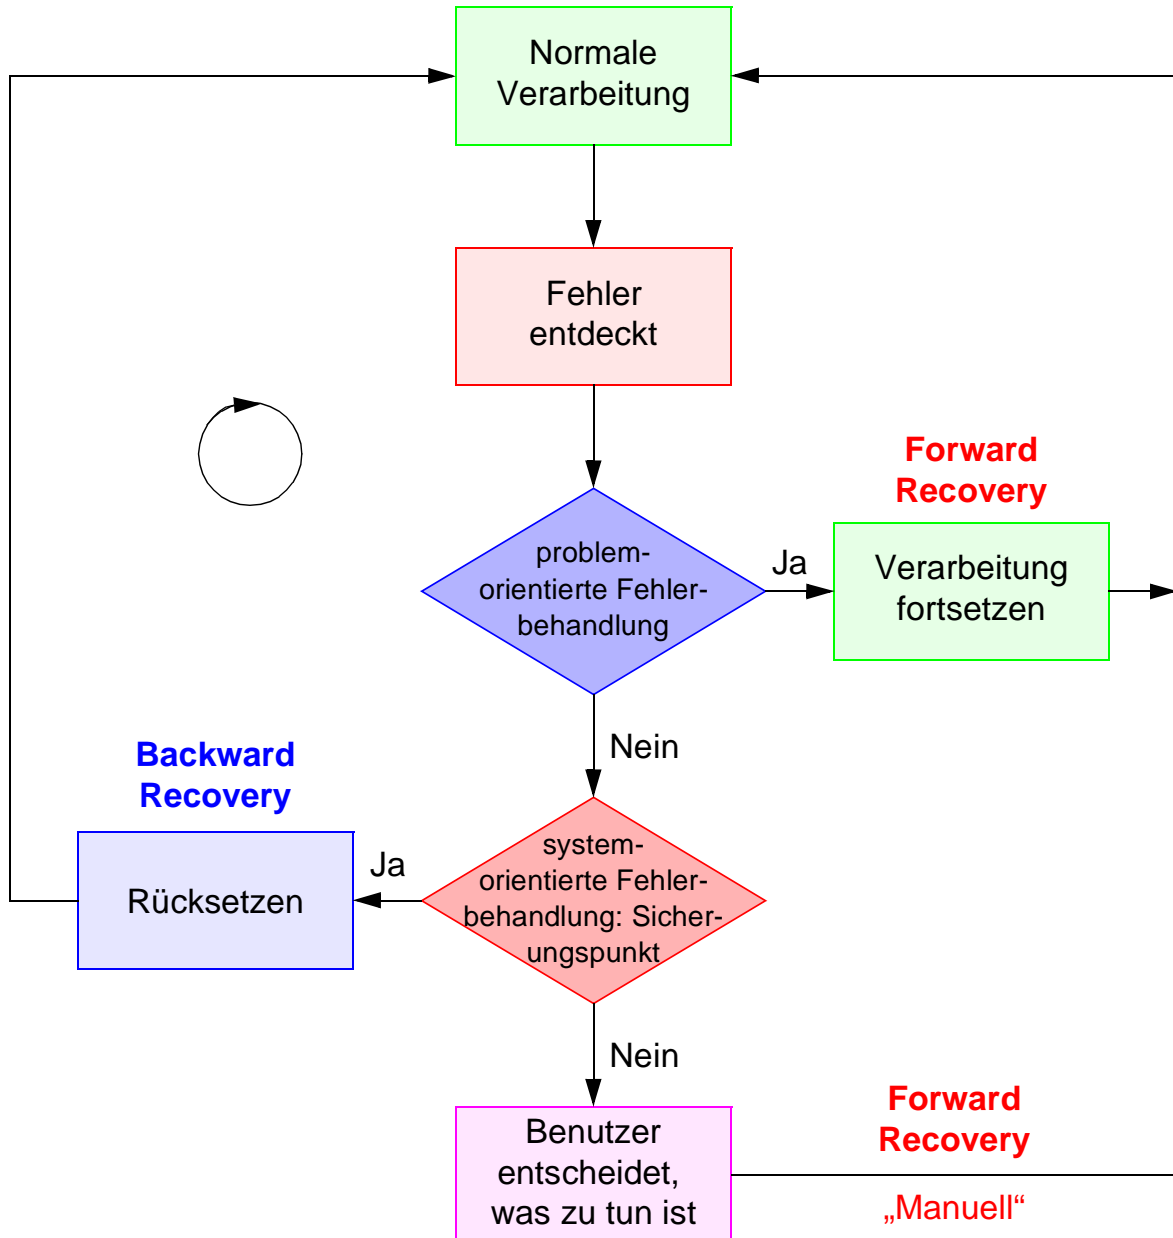 Normale
Verarbeitung
Fehler
entdeckt
Forward
Recovery
problem-
orientierte Fehler-
behandlung
Ja
Verarbeitung
fortsetzen
Nein
Backward
Recovery
system-
orientierte Fehler-
behandlung: Sicher-
ungspunkt
Ja
Rücksetzen
Nein
Benutzer
entscheidet,
was zu tun ist
Forward
Recovery
„Manuell“